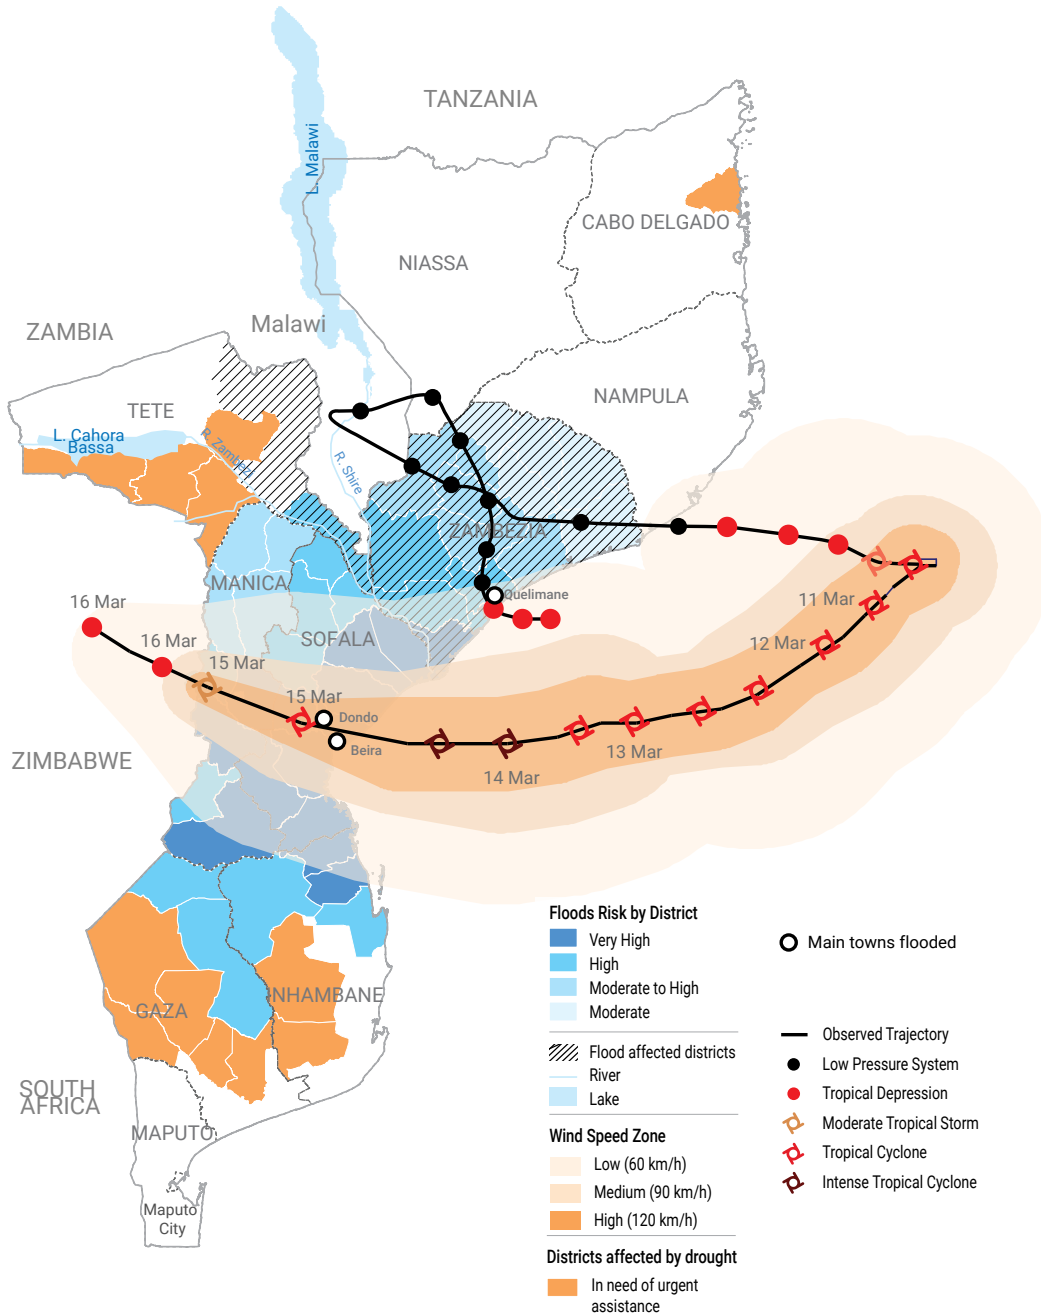 TANZANIA
L. Malawi
CABO DELGADO
NIASSA
Malawi
ZAMBIA
NAMPULA
TETE
L. Cahora
Bassa
R. Zambezi
R. Shire
ZAMBEZIA
MANICA
Quelimane
11 Mar
16 Mar
12 Mar
SOFALA
16 Mar
15 Mar
15 Mar
Dondo
Beira
13 Mar
ZIMBABWE
14 Mar
INHAMBANE
GAZA
SOUTH
AFRICA
MAPUTO
Maputo
City
Floods Risk by District
Very High
High
Moderate to High
Moderate
Flood affected districts
River
Lake
Wind Speed Zone
Low (60 km/h)
Medium (90 km/h)
High (120 km/h)
Districts affected by drought
In need of urgent
assistance
Main towns flooded
Observed Trajectory
Low Pressure System
Tropical Depression
Moderate Tropical Storm
Tropical Cyclone
Intense Tropical Cyclone